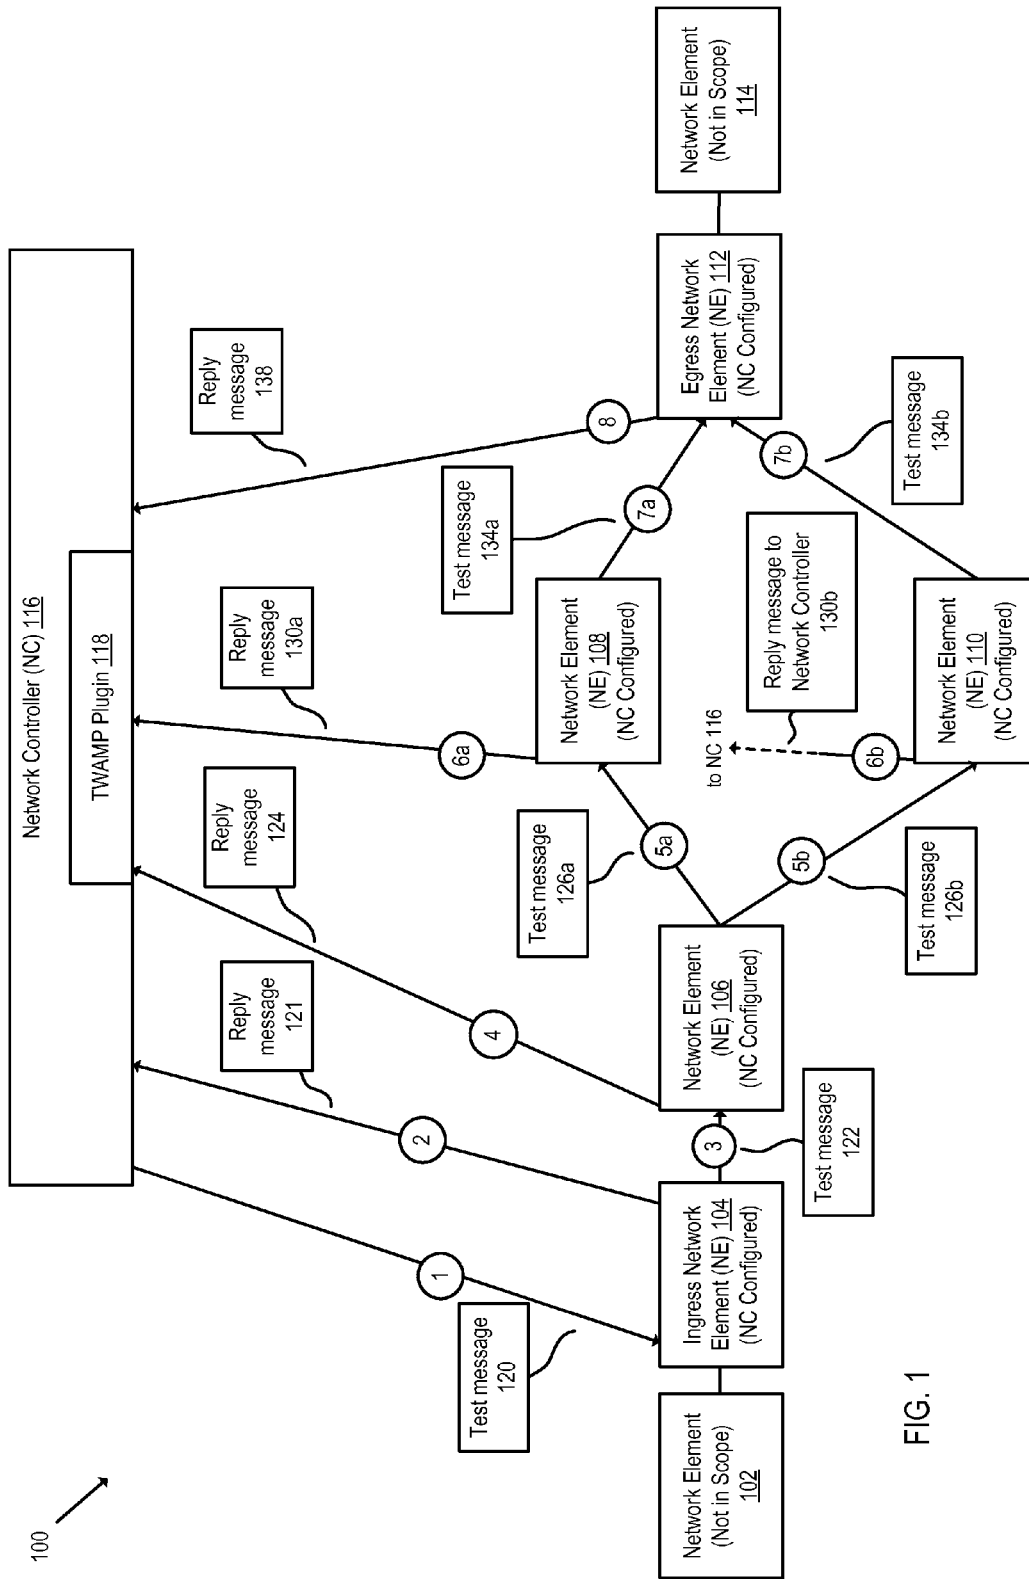 100
Network Controller (NC) 116
TWAMP Plugin 118
Reply
message
121
Reply
message
124
Reply
message
130a
Reply
message
138
1
2
4
6a
8
Test message
120
Test message
126a
Test message
134a
5a
7a
Network Element
(NE) 108
(NC Configured)
to NC 116
Reply message to
Network Controller
130b
Network Element
(Not in Scope)
102
Ingress Network
Element (NE) 104
(NC Configured)
3
Network Element
(NE) 106
(NC Configured)
Egress Network
Element (NE) 112
(NC Configured)
Network Element
(Not in Scope)
114
5b
6b
7b
Test message
122
Test message
126b
Network Element
(NE) 110
(NC Configured)
Test message
134b
FIG. 1